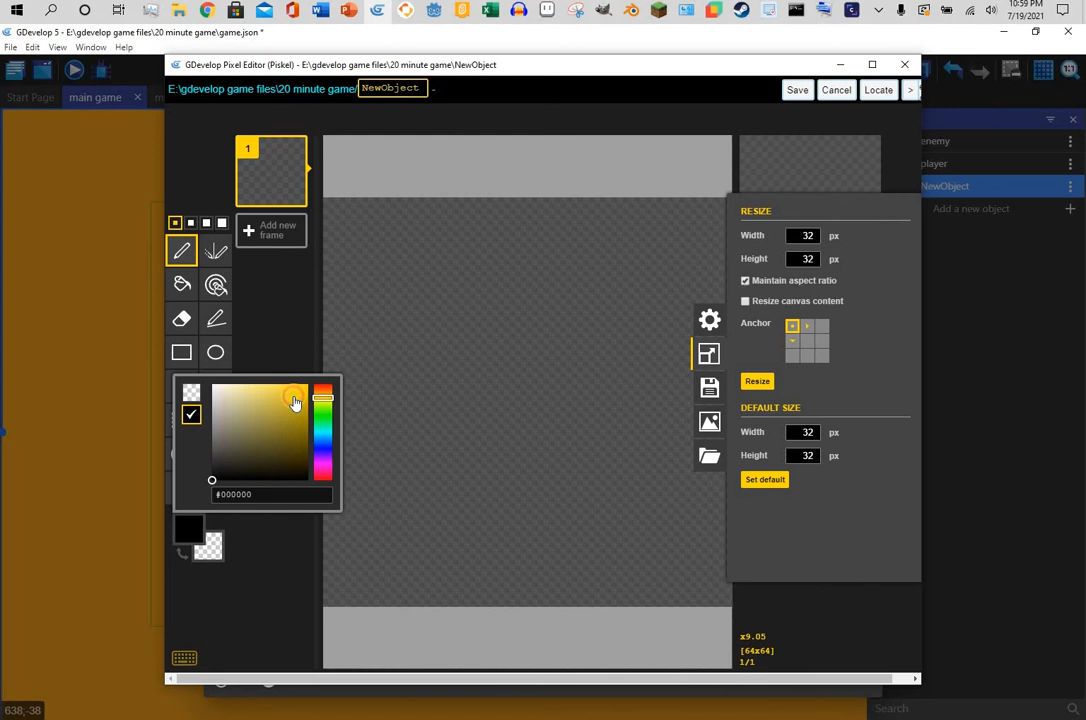 10:59 PM
7/19/2021
GDevelop 5 - E:\gdevelop game files\20 minute game\game.json *
File Edit View Window Help
Start Page
main game
GDevelop Pixel Editor (Piskel) - E:\gdevelop game files\20 minute game\NewObject
E:\gdevelop game files\20 minute game/ NewObject -
Save
Cancel
Locate
>
1
Add new
frame
RESIZE
Width 32 px
Height 32 px
Maintain aspect ratio
Resize canvas content
Anchor
Resize
DEFAULT SIZE
Width 32 px
Height 32 px
Set default
#000000
x9.05
[64x64]
1/1
enemy
player
NewObject
Add a new object
638;-38
Search